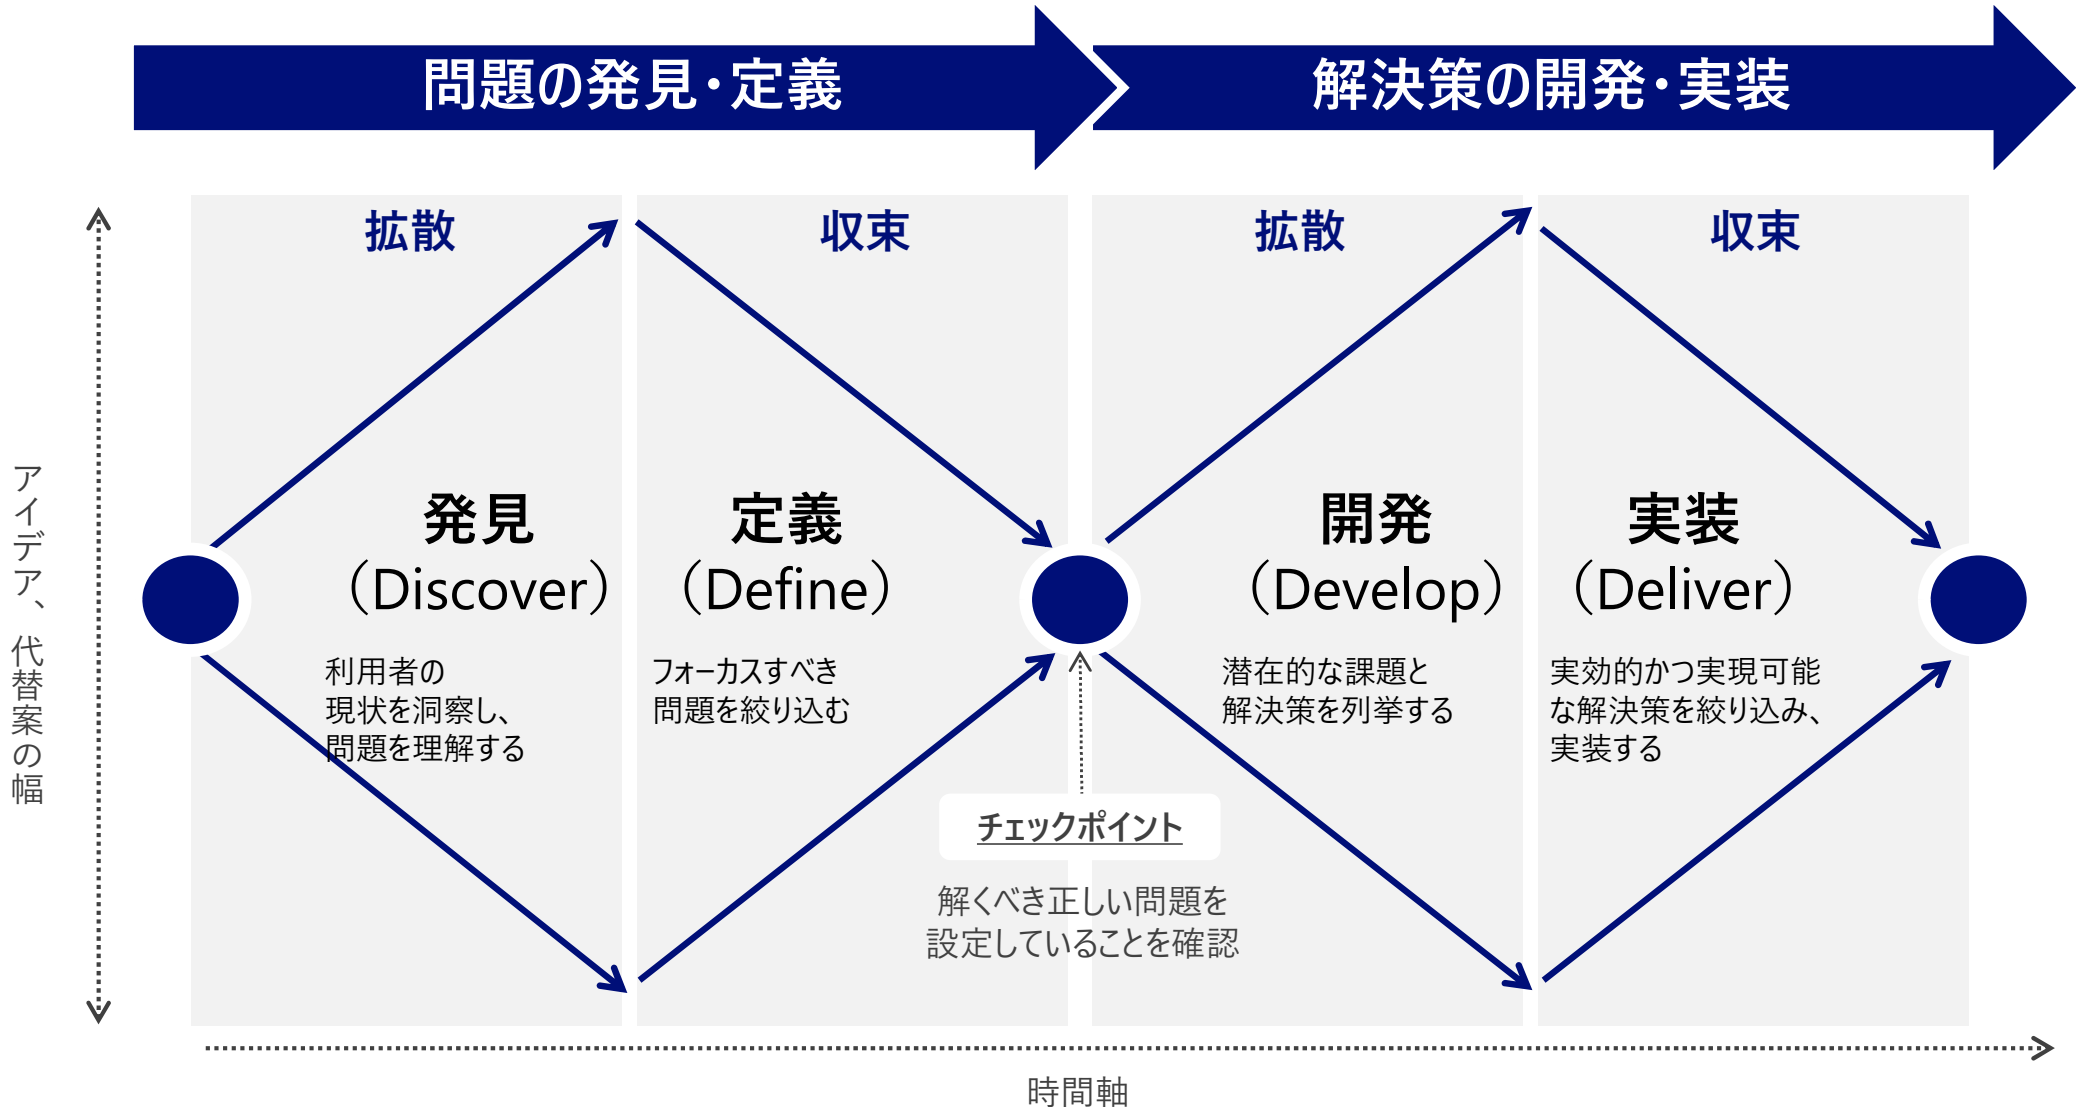 問題の発見・定義
解決策の開発・実装
拡散
収束
拡散
収束
アイデア、代替案の幅
発見
（Discover）
利用者の
現状を洞察し、
問題を理解する
定義
（Define）
フォーカスすべき
問題を絞り込む
開発
（Develop）
潜在的な課題と
解決策を列挙する
実装
（Deliver）
実効的かつ実現可能
な解決策を絞り込み、
実装する
チェックポイント
解くべき正しい問題を
設定していることを確認
時間軸